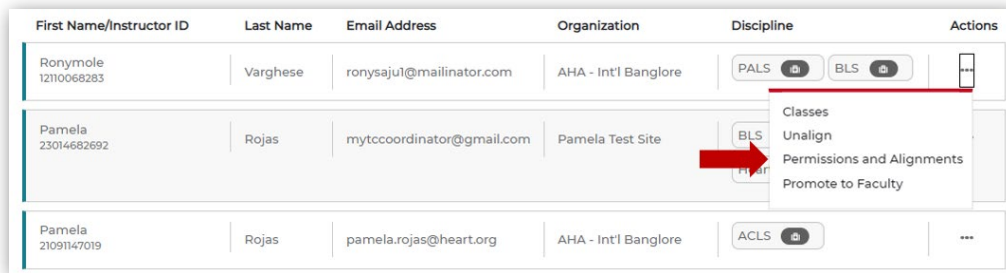 First Name/Instructor ID Last Name Email Address Organization Discipline Actions
Ronymole
12110068283
Varghese ronysaju1@mailinator.com AHA - Int'l Banglore PALS BLS
Classes
Unalign
Permissions and Alignments
Promote to Faculty
Pamela
23014682692
Rojas mytccoordinator@gmail.com Pamela Test Site BLS
Pamela
21091147019
Rojas pamela.rojas@heart.org AHA - Int'l Banglore ACLS